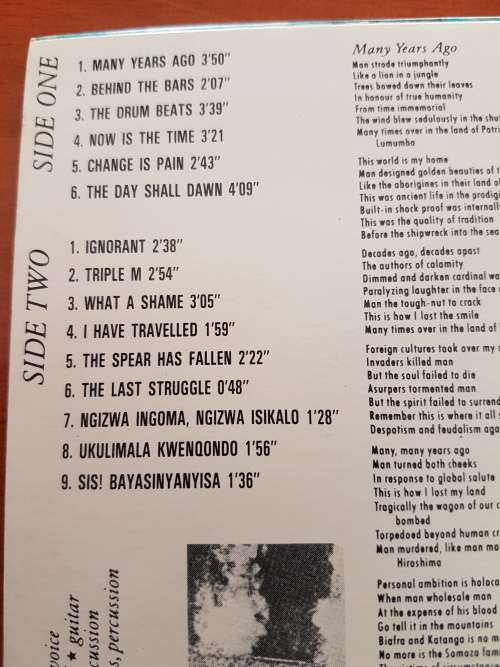 SIDE ONE
1. MANY YEARS AGO 3'50"
2. BEHIND THE BARS 2'07"
3. THE DRUM BEATS 3'39"
4. NOW IS THE TIME 3'21
5. CHANGE IS PAIN 2'43"
6. THE DAY SHALL DAWN 4'09"
SIDE TWO
1. IGNORANT 2'38"
2. TRIPLE M 2'54"
3. WHAT A SHAME 3'05"
4. I HAVE TRAVELLED 1'59"
5. THE SPEAR HAS FALLEN 2'22"
6. THE LAST STRUGGLE 0'48"
7. NGIZWA INGOMA, NGIZWA ISIKALO 1'28"
8. UKULIMALA KWENQONDO 1'56"
9. SIS! BAYASINYANYISA 1'36"
voice
★ guitar
percussion
Many Years Ago
Man strode triumphantly
Like a lion in a jungle
Trees bowed down their leaves
In honour of true humanity
From time immemorial
The wind blew sedulously in the
Many times over in the land of
Lumumba
This world is my home
Man designed golden beauties of
Like the aborigines in their land
This was ancient life in the
Built-in shock proof was
This was the quality of tradition
Before the shipwreck into the sea
Decades ago, decades apast
The authors of calamity
Dimmed and darken cardinal
Paralyzing laughter in the face
Man the tough-nut to crack
This is how I lost the smile
Many times over in the land of
Foreign cultures took over my
Invaders killed man
But the soul failed to die
Asurpers tormented man
But the spirit failed to
Remember this is where it all
Despotism and feudalism
Many, many years ago
Man turned both cheeks
In response to global salute
This is how I lost my land
Tragically the wagon of our
bombed
Torpedoed beyond human
Man murdered, like man
Hiroshima
Personal ambition is
When man wholesale man
At the expense of his blood
Go tell it in the mountains
Biafra and Katanga is no
No more is the Somoza